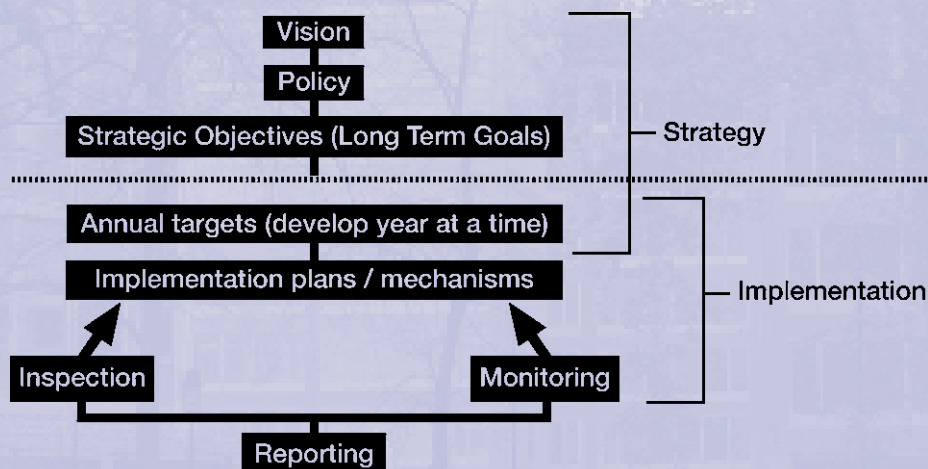 Vision
Policy
Strategic Objectives (Long Term Goals)
Strategy
Annual targets (develop year at a time)
Implementation plans / mechanisms
Implementation
Inspection
Monitoring
Reporting